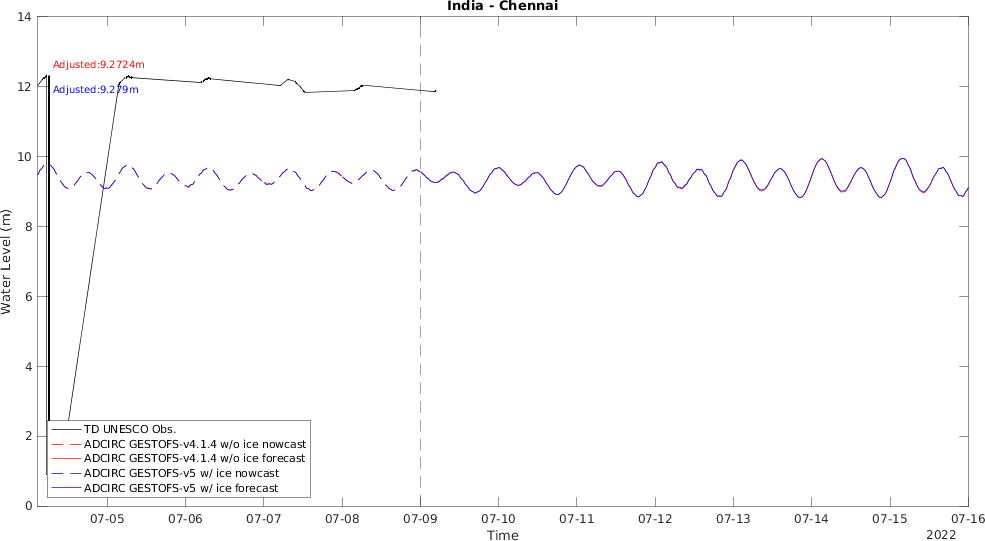 India - Chennai
14
12
10
8
6
4
2
0
Water Level (m)
Adjusted:9.2724m
Adjusted:9.279m
TD UNESCO Obs.
ADCIRC GESTOFS-v4.1.4 w/o ice nowcast
ADCIRC GESTOFS-v4.1.4 w/o ice forecast
ADCIRC GESTOFS-v5 w/ ice nowcast
ADCIRC GESTOFS-v5 w/ ice forecast
07-05 07-06 07-07 07-08 07-09 07-10 07-11 07-12 07-13 07-14 07-15 07-16
Time
2022